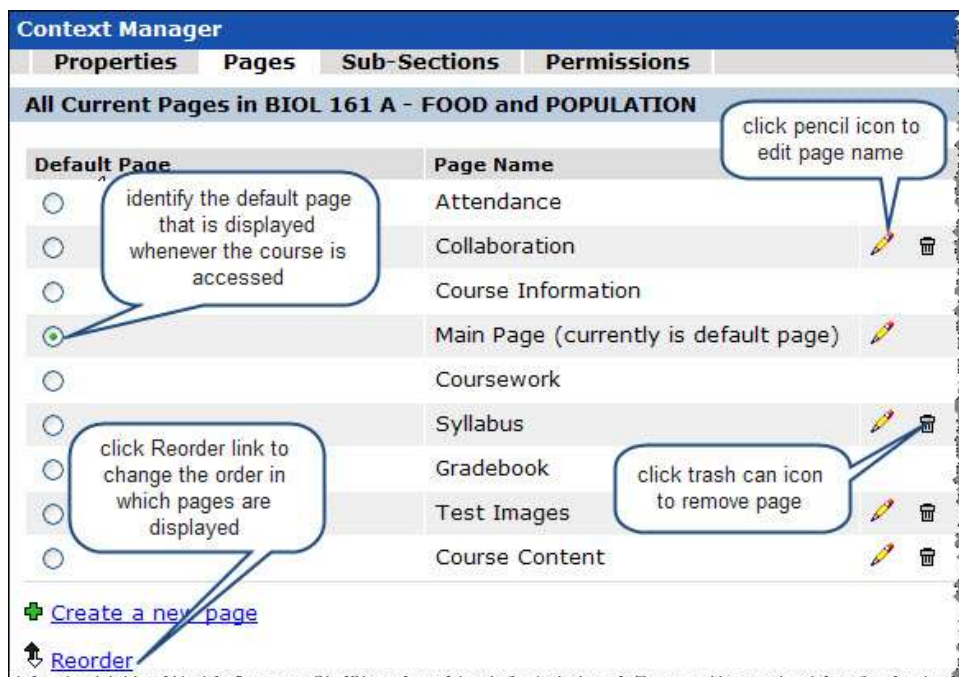 Context Manager
Properties Pages Sub-Sections Permissions
All Current Pages in BIOL 161 A - FOOD and POPULATION
click pencil icon to
edit page name
Default Page Page Name
identify the default page
that is displayed
whenever the course is
accessed
Attendance
Collaboration
Course Information
Main Page (currently is default page)
Coursework
Syllabus
click Reorder link to
change the order in
which pages are
displayed
Gradebook
click trash can icon
to remove page
Test Images
Course Content
Create a new page
Reorder